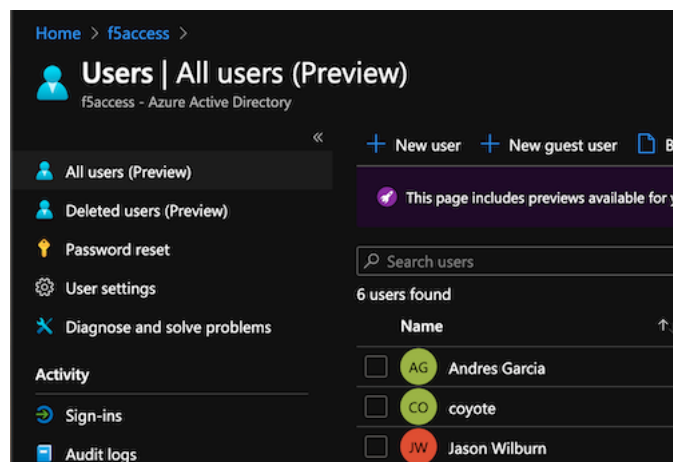 Home > f5access >
Users | All users (Preview)
f5access - Azure Active Directory
«
All users (Preview)
Deleted users (Preview)
Password reset
User settings
Diagnose and solve problems
Activity
Sign-ins
Audit logs
+ New user + New guest user B
This page includes previews available for
Search users
6 users found
Name ↑
AG Andres Garcia
CO coyote
JW Jason Wilburn